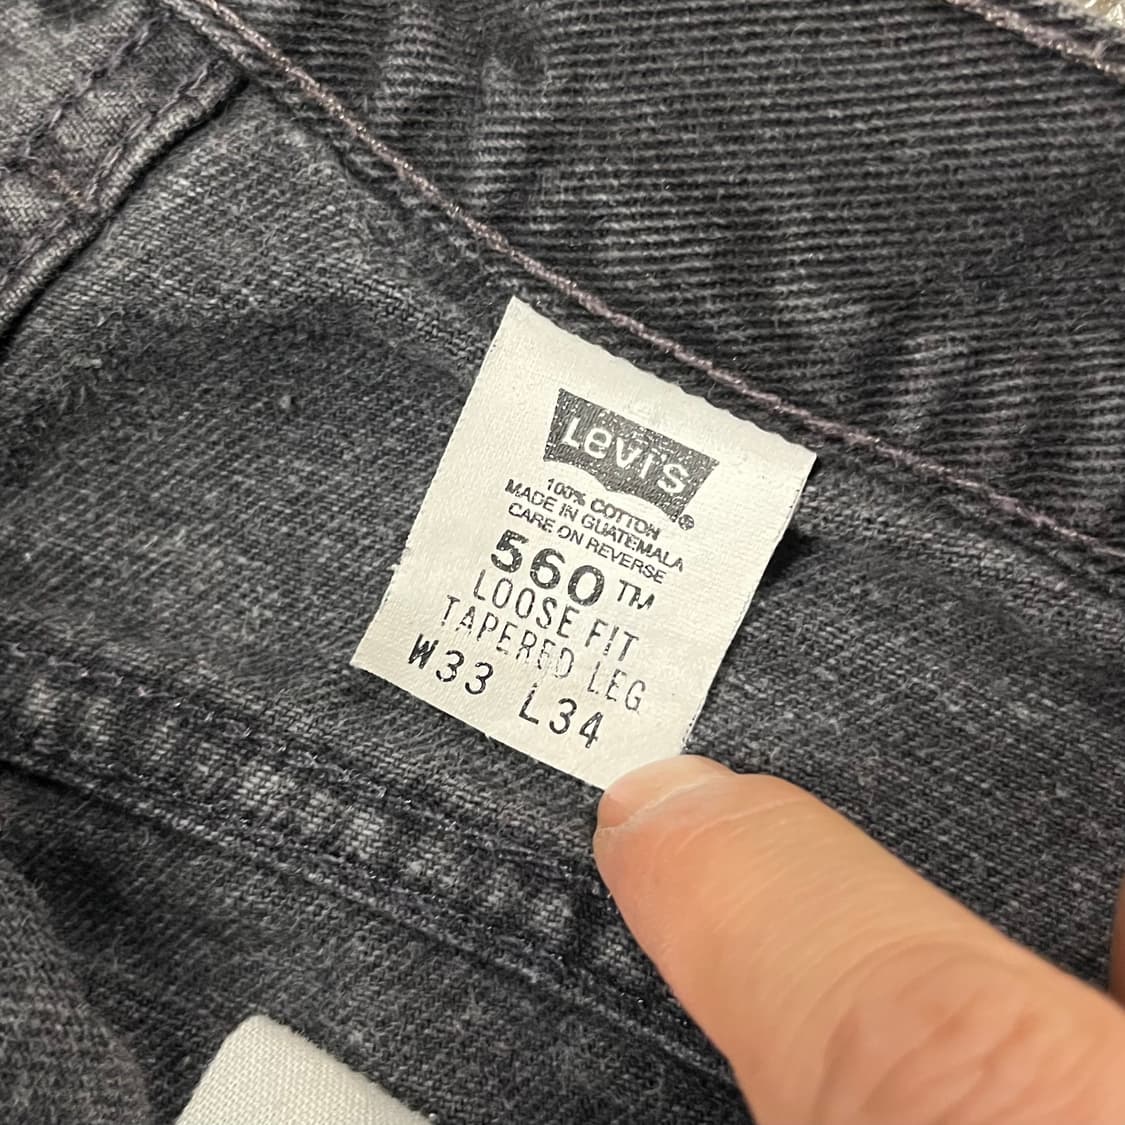 Levi's®
100% COTTON
MADE IN GUATEMALA
CARE ON REVERSE
560™
LOOSE FIT
TAPERED LEG
W33 L34